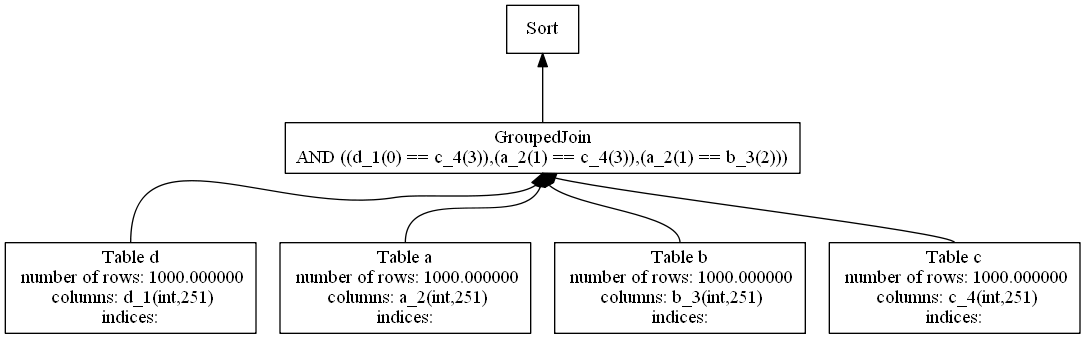 Sort
GroupedJoin
AND ((d_1(0) == c_4(3)),(a_2(1) == c_4(3)),(a_2(1) == b_3(2)))
Table d
number of rows: 1000.000000
columns: d_1(int,251)
indices:
Table a
number of rows: 1000.000000
columns: a_2(int,251)
indices:
Table b
number of rows: 1000.000000
columns: b_3(int,251)
indices:
Table c
number of rows: 1000.000000
columns: c_4(int,251)
indices: